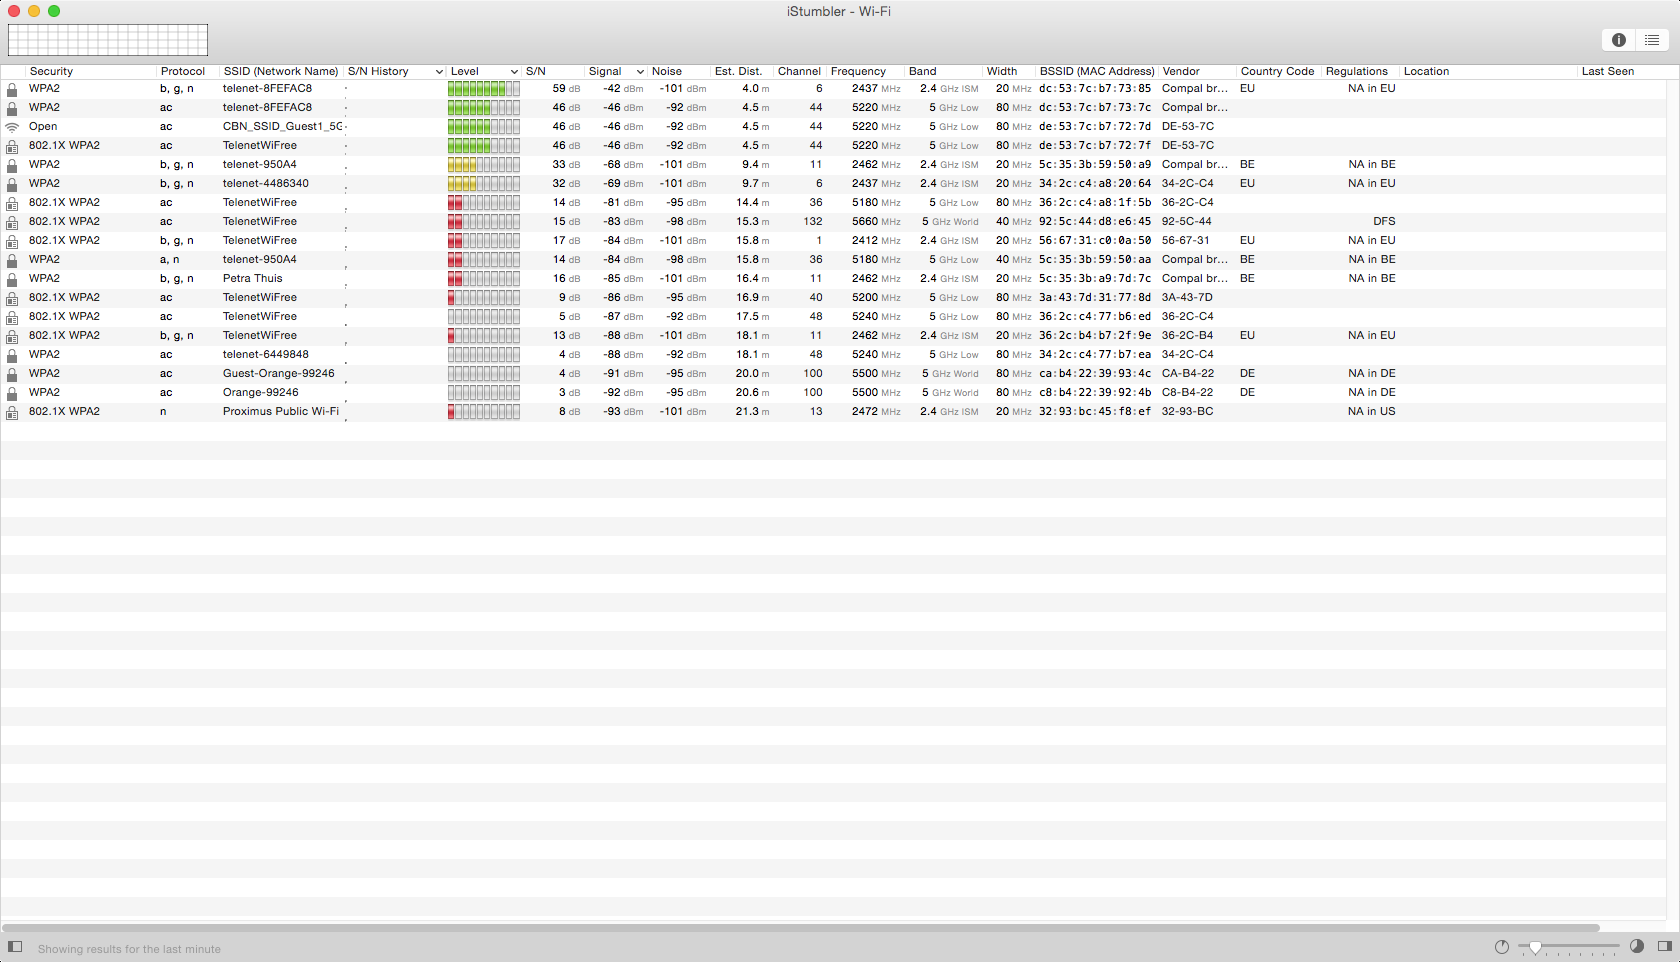 iStumbler - Wi-Fi
Security Protocol SSID (Network Name) S/N History Level S/N Signal Noise Est. Dist. Channel Frequency Band Width BSSID (MAC Address) Vendor Country Code Regulations Location Last Seen
WPA2 b, g, n telenet-8FEFAC8 59 dB -42 dBm -101 dBm 4.0 m 6 2437 MHz 2.4 GHz ISM 20 MHz dc:53:7c:b7:73:85 Compal br... EU NA in EU
WPA2 ac telenet-8FEFAC8 46 dB -46 dBm -92 dBm 4.5 m 44 5220 MHz 5 GHz Low 80 MHz dc:53:7c:b7:73:7c Compal br...
Open ac CBN_SSID_Guest1_5G 46 dB -46 dBm -92 dBm 4.5 m 44 5220 MHz 5 GHz Low 80 MHz de:53:7c:b7:72:7d DE-53-7C
802.1X WPA2 ac TelenetWiFree 46 dB -46 dBm -92 dBm 4.5 m 44 5220 MHz 5 GHz Low 80 MHz de:53:7c:b7:72:7f DE-53-7C
WPA2 b, g, n telenet-950A4 33 dB -68 dBm -101 dBm 9.4 m 11 2462 MHz 2.4 GHz ISM 20 MHz 5c:35:3b:59:50:a9 Compal br... BE NA in BE
WPA2 b, g, n telenet-4486340 32 dB -69 dBm -101 dBm 9.7 m 6 2437 MHz 2.4 GHz ISM 20 MHz 34:2c:c4:a8:20:64 34-2C-C4 EU NA in EU
802.1X WPA2 ac TelenetWiFree 14 dB -81 dBm -95 dBm 14.4 m 36 5180 MHz 5 GHz Low 80 MHz 36:2c:c4:a8:1f:5b 36-2C-C4
802.1X WPA2 ac TelenetWiFree 15 dB -83 dBm -98 dBm 15.3 m 132 5660 MHz 5 GHz World 40 MHz 92:5c:44:d8:e6:45 92-5C-44 DFS
802.1X WPA2 b, g, n TelenetWiFree 17 dB -84 dBm -101 dBm 15.8 m 1 2412 MHz 2.4 GHz ISM 20 MHz 56:67:31:c0:0a:50 56-67-31 EU NA in EU
WPA2 a, n telenet-950A4 14 dB -84 dBm -98 dBm 15.8 m 36 5180 MHz 5 GHz Low 40 MHz 5c:35:3b:59:50:aa Compal br... BE NA in BE
WPA2 b, g, n Petra Thuis 16 dB -85 dBm -101 dBm 16.4 m 11 2462 MHz 2.4 GHz ISM 20 MHz 5c:35:3b:a9:7d:7c Compal br... BE NA in BE
802.1X WPA2 ac TelenetWiFree 9 dB -86 dBm -95 dBm 16.9 m 40 5200 MHz 5 GHz Low 80 MHz 3a:43:7d:31:77:8d 3A-43-7D
802.1X WPA2 ac TelenetWiFree 5 dB -87 dBm -92 dBm 17.5 m 48 5240 MHz 5 GHz Low 80 MHz 36:2c:c4:77:b6:ed 36-2C-C4
802.1X WPA2 b, g, n TelenetWiFree 13 dB -88 dBm -101 dBm 18.1 m 11 2462 MHz 2.4 GHz ISM 20 MHz 36:2c:b4:b7:2f:9e 36-2C-B4 EU NA in EU
WPA2 ac telenet-6449848 4 dB -88 dBm -92 dBm 18.1 m 48 5240 MHz 5 GHz Low 80 MHz 34:2c:c4:77:b7:ea 34-2C-C4
WPA2 ac Guest-Orange-99246 4 dB -91 dBm -95 dBm 20.0 m 100 5500 MHz 5 GHz World 80 MHz ca:b4:22:39:93:4c CA-B4-22 DE NA in DE
WPA2 ac Orange-99246 3 dB -92 dBm -95 dBm 20.6 m 100 5500 MHz 5 GHz World 80 MHz c8:b4:22:39:92:4b C8-B4-22 DE NA in DE
802.1X WPA2 n Proximus Public Wi-Fi 8 dB -93 dBm -101 dBm 21.3 m 13 2472 MHz 2.4 GHz ISM 20 MHz 32:93:bc:45:f8:ef 32-93-BC NA in US
Showing results for the last minute